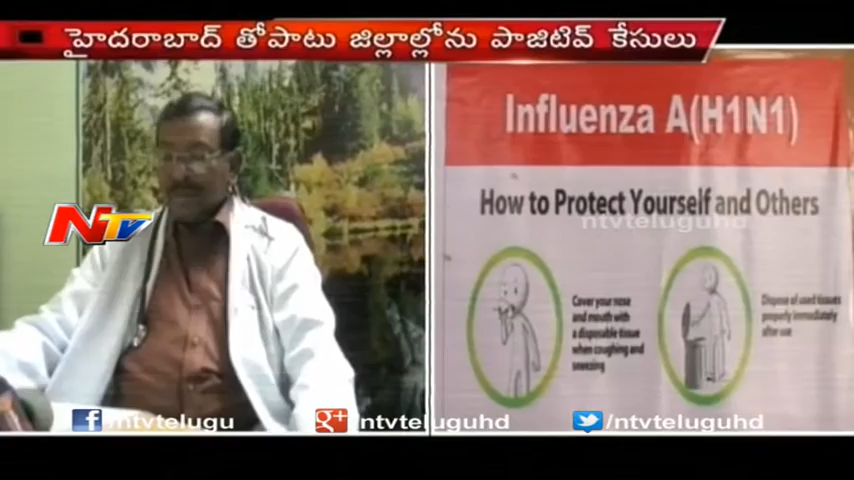 హైదరాబాద్ తోపాటు జిల్లాల్లోను పాజిటివ్ కేసులు
Influenza A(H1N1)
How to Protect Yourself and Others
ntvteluguhd
NTV
Cover your nose
and mouth with
a disposable tissue
when coughing and
sneezing
Dispose of used tissues
properly immediately
after use
/ntvtelugu
/ntvteluguhd
/ntvteluguhd